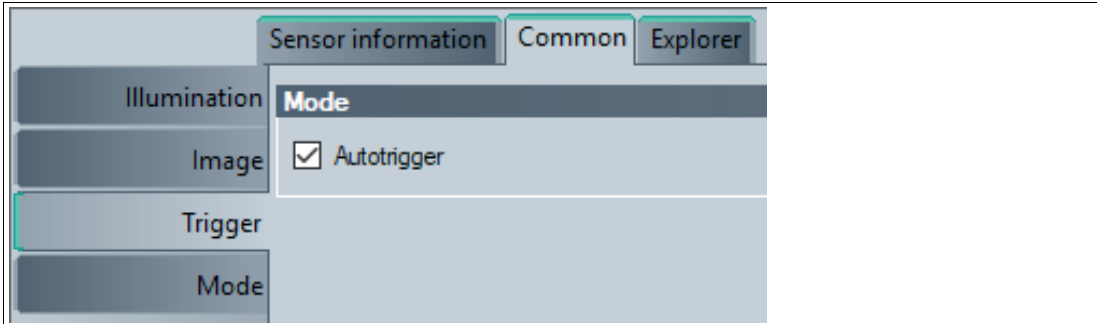 Sensor information Common Explorer
Illumination
Mode
Image
Autotrigger
Trigger
Mode